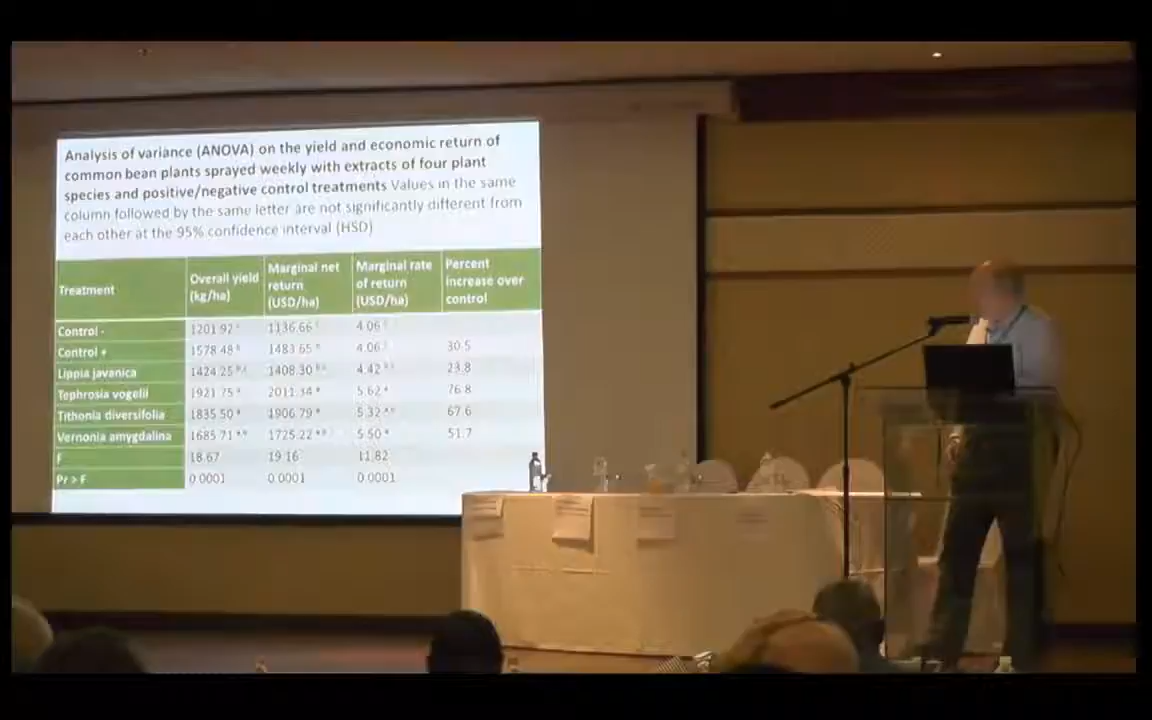 Analysis of variance (ANOVA) on the yield and economic return of
common bean plants sprayed weekly with extracts of four plant
species and positive/negative control treatments Values in the same
column followed by the same letter are not significantly different from
each other at the 95% confidence interval (HSD)
Treatment Overall yield (kg/ha) Marginal net return (USD/ha) Marginal rate of return (USD/ha) Percent increase over control
Control - 1201.92 1136.66 4.06
Control + 1578.48 1483.65 4.06 30.5
Lippia javanica 1424.25 1408.30 4.42 23.8
Tephrosia vogelii 1921.75 2011.34 5.62 76.8
Tithonia diversifolia 1835.50 1906.79 5.32 67.6
Vernonia amygdalina 1685.71 1725.22 5.50 51.7
F 18.67 19.16 11.82
Pr > F 0.0001 0.0001 0.0001